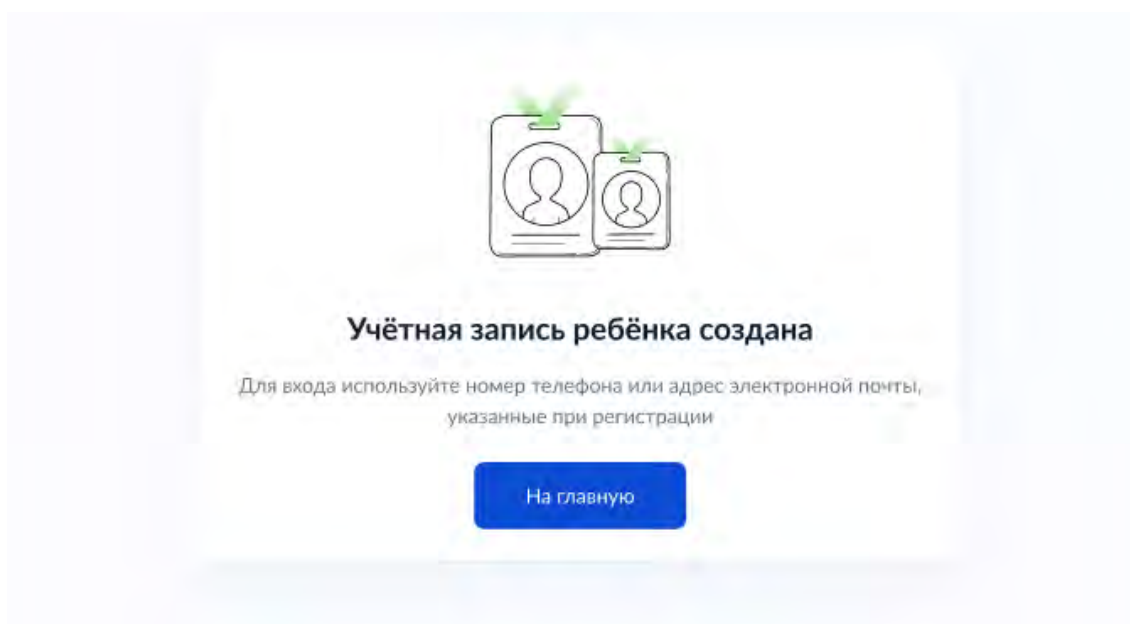 Учётная запись ребёнка создана
Для входа используйте номер телефона или адрес электронной почты,
указанные при регистрации
На главную